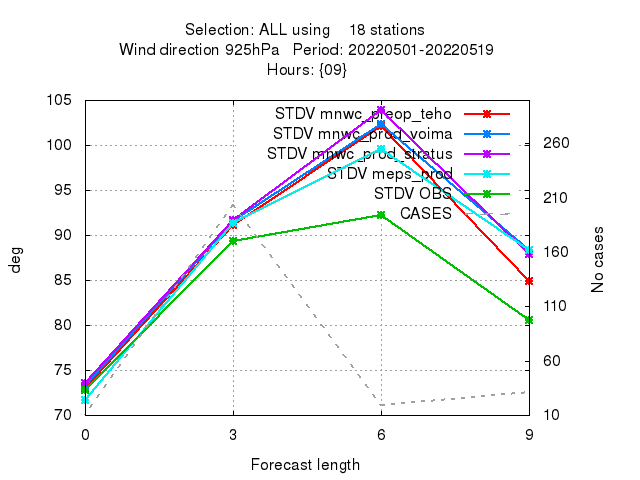 Selection: ALL using 18 stations
Wind direction 925hPa Period: 20220501-20220519
Hours: {09}
105
100
95
90
85
80
75
70
260
210
160
110
60
10
0 3 6 9
deg
No cases
Forecast length
STDV mnwc_preop_teho
STDV mnwc_prod_voima
STDV mnwc_prod_stratus
STDV meps_prod
STDV OBS
CASES